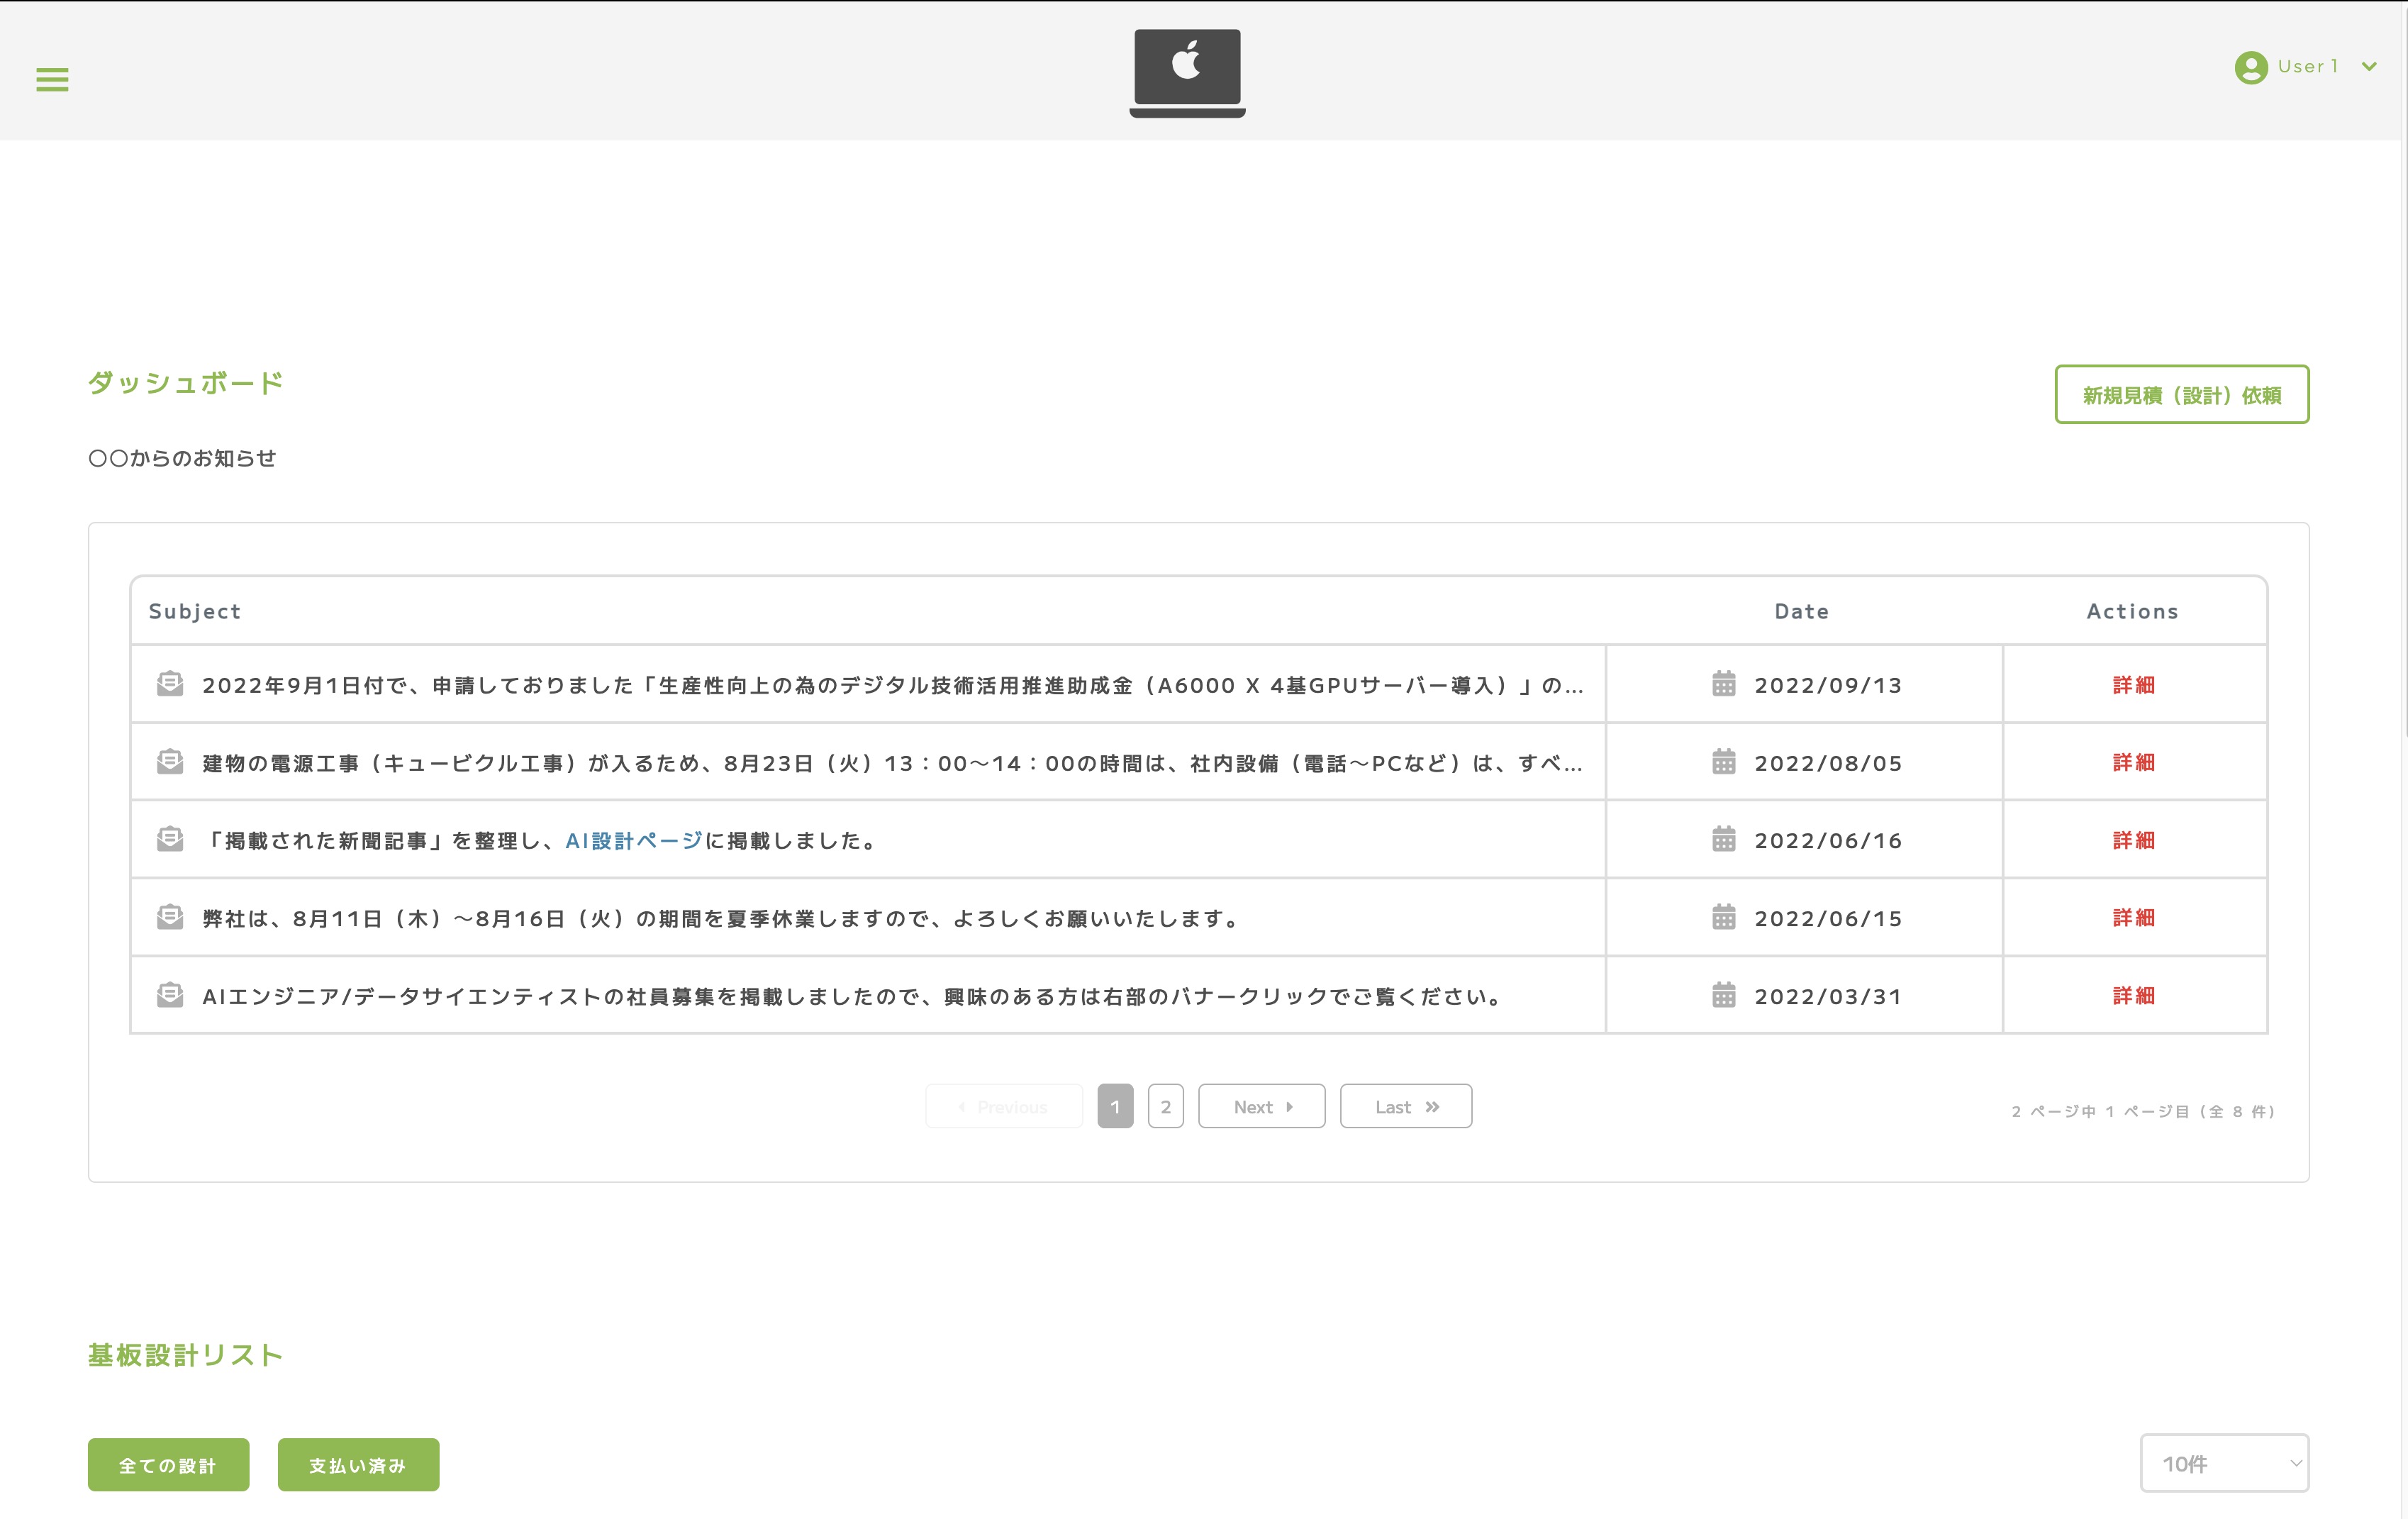 User 1
ダッシュボード
新規見積（設計）依頼
〇〇からのお知らせ
Subject Date Actions
2022年9月1日付で、申請しておりました「生産性向上の為のデジタル技術活用推進助成金（A6000 X 4基GPUサーバー導入）」の... 2022/09/13 詳細
建物の電源工事（キュービクル工事）が入るため、8月23日（火）13：00〜14：00の時間は、社内設備（電話〜PCなど）は、すべ... 2022/08/05 詳細
「掲載された新聞記事」を整理し、AI設計ページに掲載しました。 2022/06/16 詳細
弊社は、8月11日（木）〜8月16日（火）の期間を夏季休業しますので、よろしくお願いいたします。 2022/06/15 詳細
AIエンジニア/データサイエンティストの社員募集を掲載しましたので、興味のある方は右部のバナークリックでご覧ください。 2022/03/31 詳細
Previous 1 2 Next Last
2 ページ中 1 ページ目（全 8 件）
基板設計リスト
全ての設計 支払い済み 10件